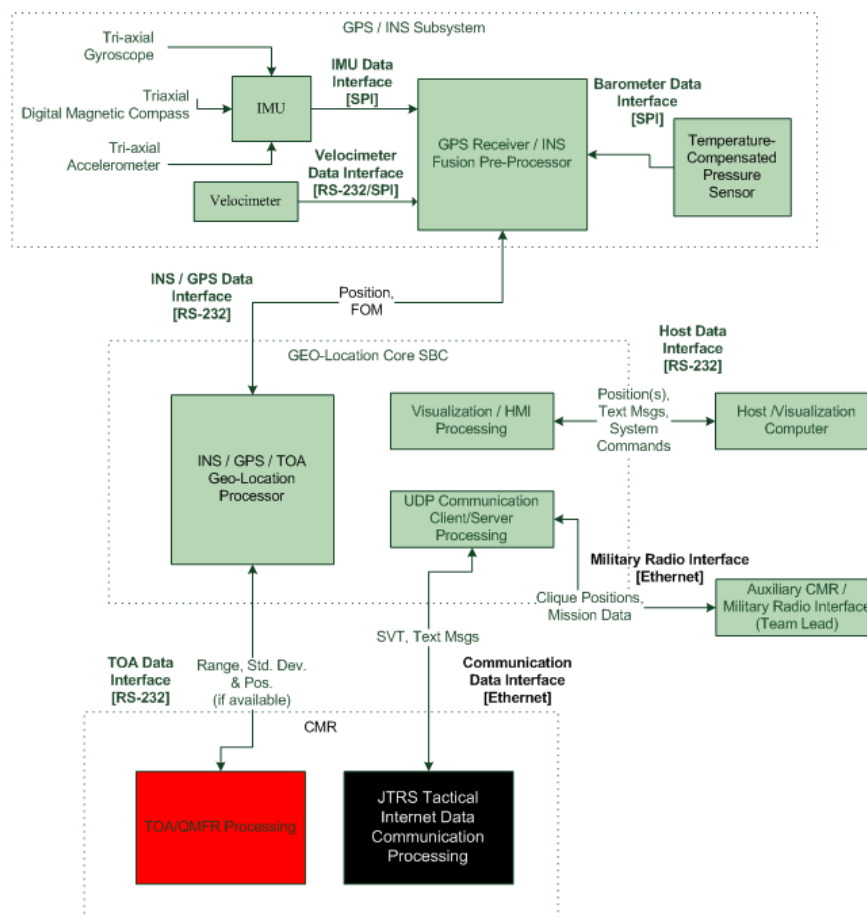 GPS / INS Subsystem
Tri-axial
Gyroscope
Triaxial
Digital Magnetic Compass
Tri-axial
Accelerometer
IMU
IMU Data
Interface
[SPI]
Velocimeter
Data Interface
[RS-232/SPI]
Velocimeter
GPS Receiver / INS
Fusion Pre-Processor
Barometer Data
Interface
[SPI]
Temperature-
Compensated
Pressure
Sensor
INS / GPS Data
Interface
[RS-232]
Position,
FOM
GEO-Location Core SBC
Host Data
Interface
[RS-232]
INS / GPS / TOA
Geo-Location
Processor
Visualization / HMI
Processing
Position(s),
Text Msgs,
System
Commands
Host /Visualization
Computer
UDP Communication
Client/Server
Processing
Military Radio Interface
[Ethernet]
Clique Positions,
Mission Data
Auxiliary CMR /
Military Radio Interface
(Team Lead)
SVT, Text Msgs
TOA Data
Interface
[RS-232]
Range, Std. Dev.
& Pos.
(if available)
Communication
Data Interface
[Ethernet]
CMR
TOA/QMFR Processing
JTRS Tactical
Internet Data
Communication
Processing